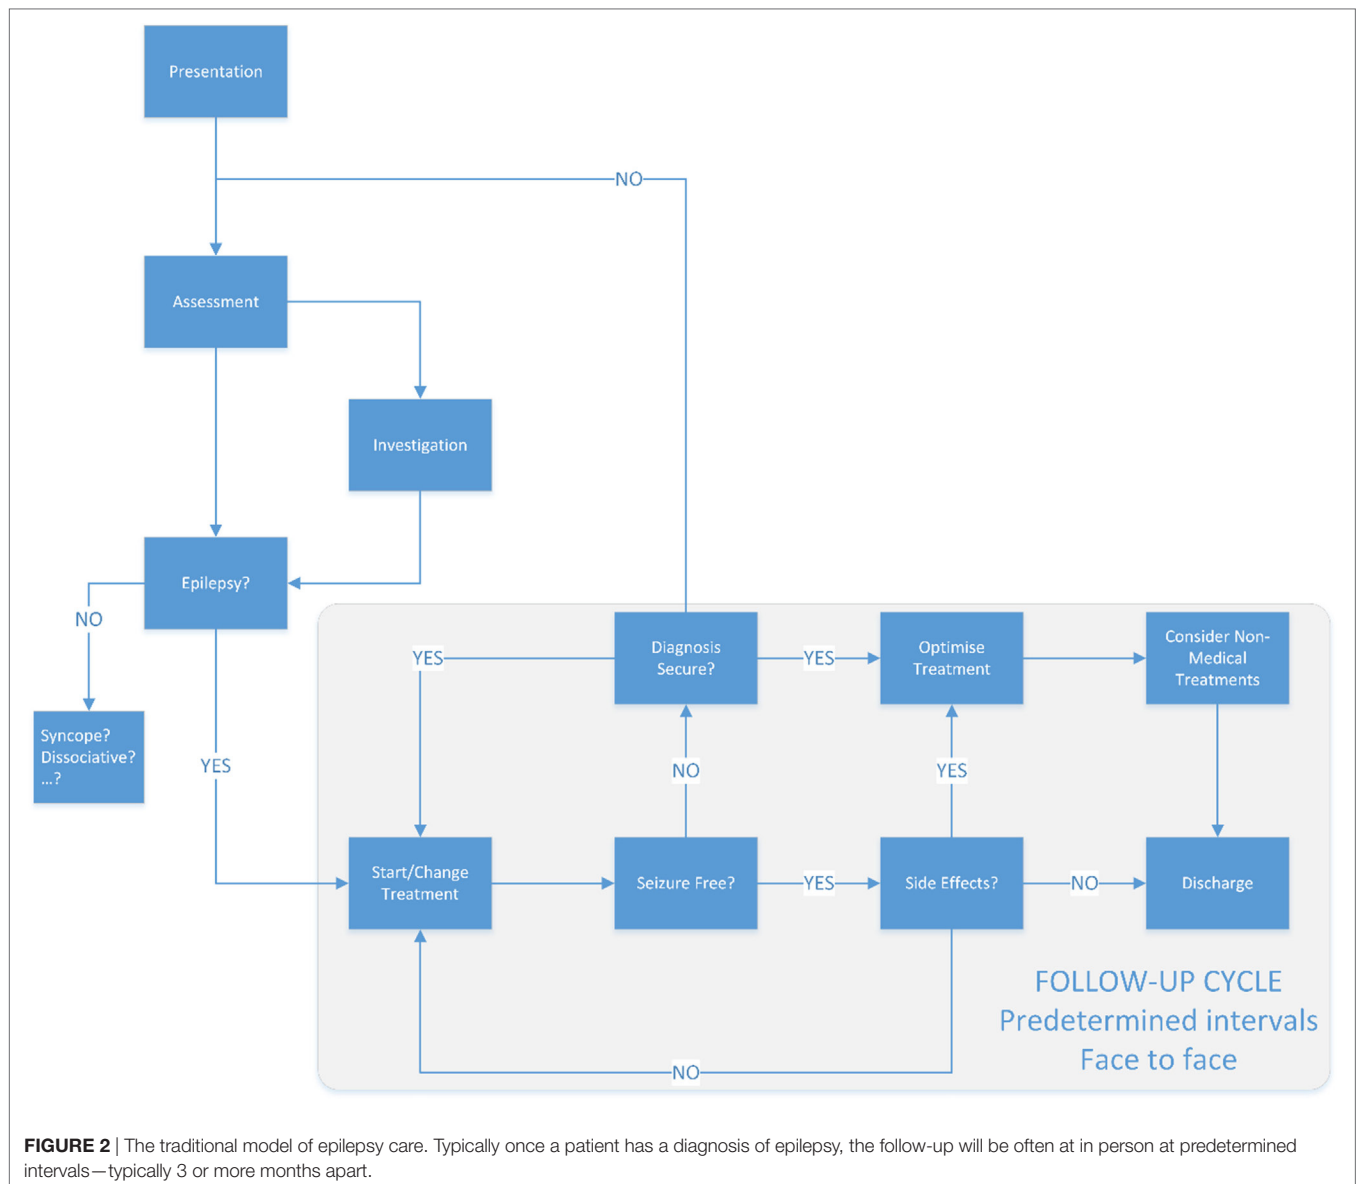 Presentation
NO
Assessment
Investigation
Epilepsy?
NO
Syncope?
Dissociative?
...?
YES
YES
Diagnosis
Secure?
YES
Optimise
Treatment
Consider Non-
Medical
Treatments
NO
YES
Start/Change
Treatment
Seizure Free?
YES
Side Effects?
NO
Discharge
FOLLOW-UP CYCLE
Predetermined intervals
Face to face
NO
FIGURE 2 | The traditional model of epilepsy care. Typically once a patient has a diagnosis of epilepsy, the follow-up will be often at in person at predetermined
intervals—typically 3 or more months apart.